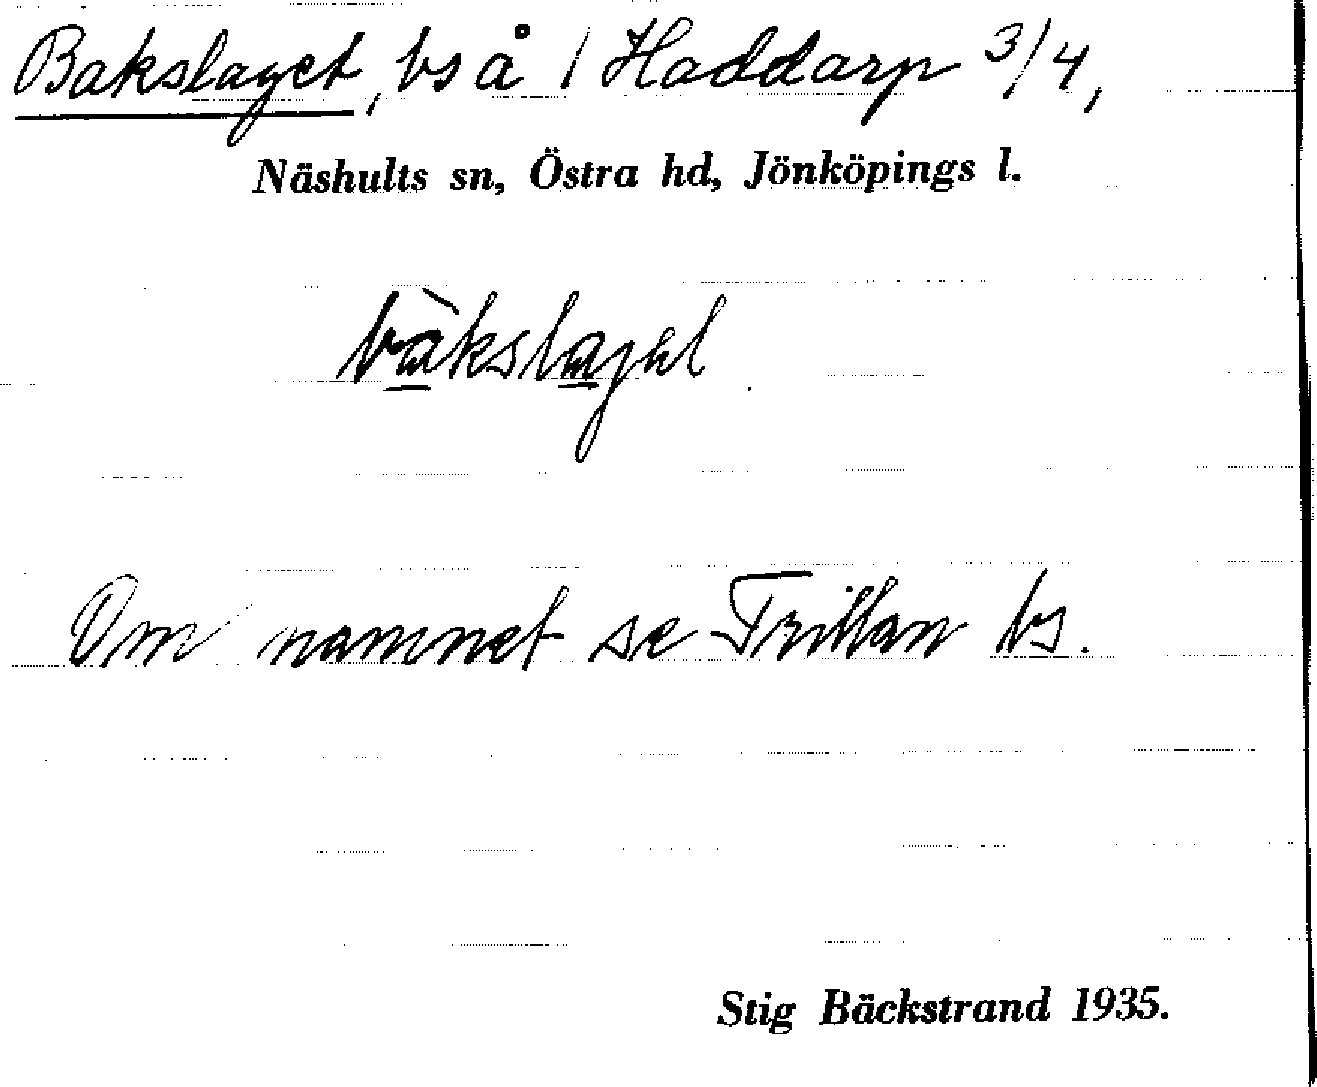 Bakslaget, bs å 1 Haddarp 3/4,
Näshults sn, Östra hd, Jönköpings l.
bàkslagəl
Om namnet se Trillan bs.
Stig Bäckstrand 1935.